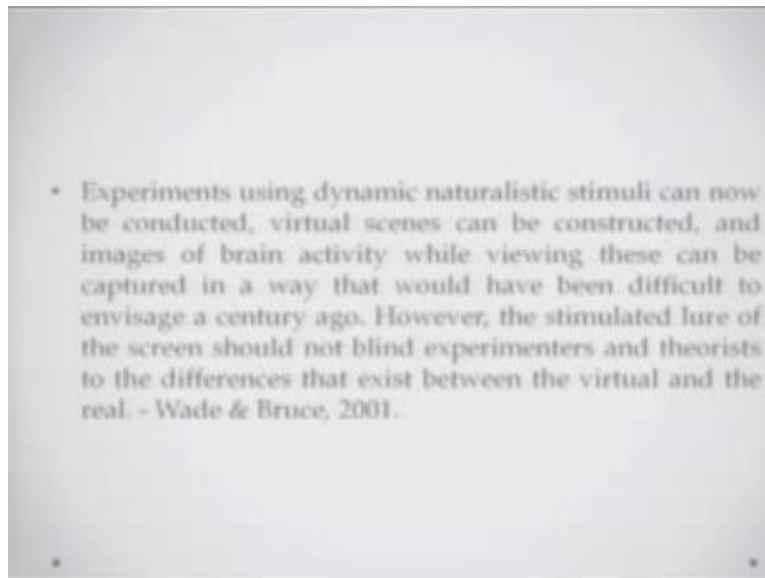 • Experiments using dynamic naturalistic stimuli can now
be conducted, virtual scenes can be constructed, and
images of brain activity while viewing these can be
captured in a way that would have been difficult to
envisage a century ago. However, the stimulated lure of
the screen should not blind experimenters and theorists
to the differences that exist between the virtual and the
real. - Wade & Bruce, 2001.